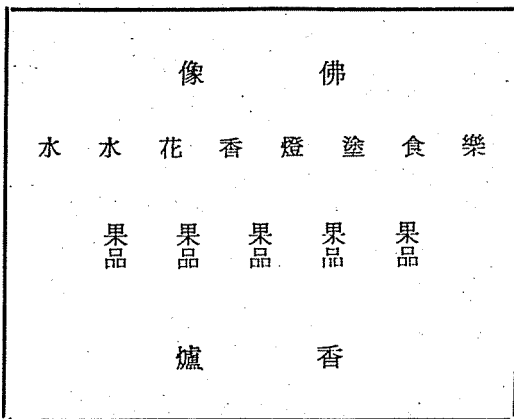 佛像
水 水 花 香 燈 塗 食 樂
果品 果品 果品 果品 果品
香爐